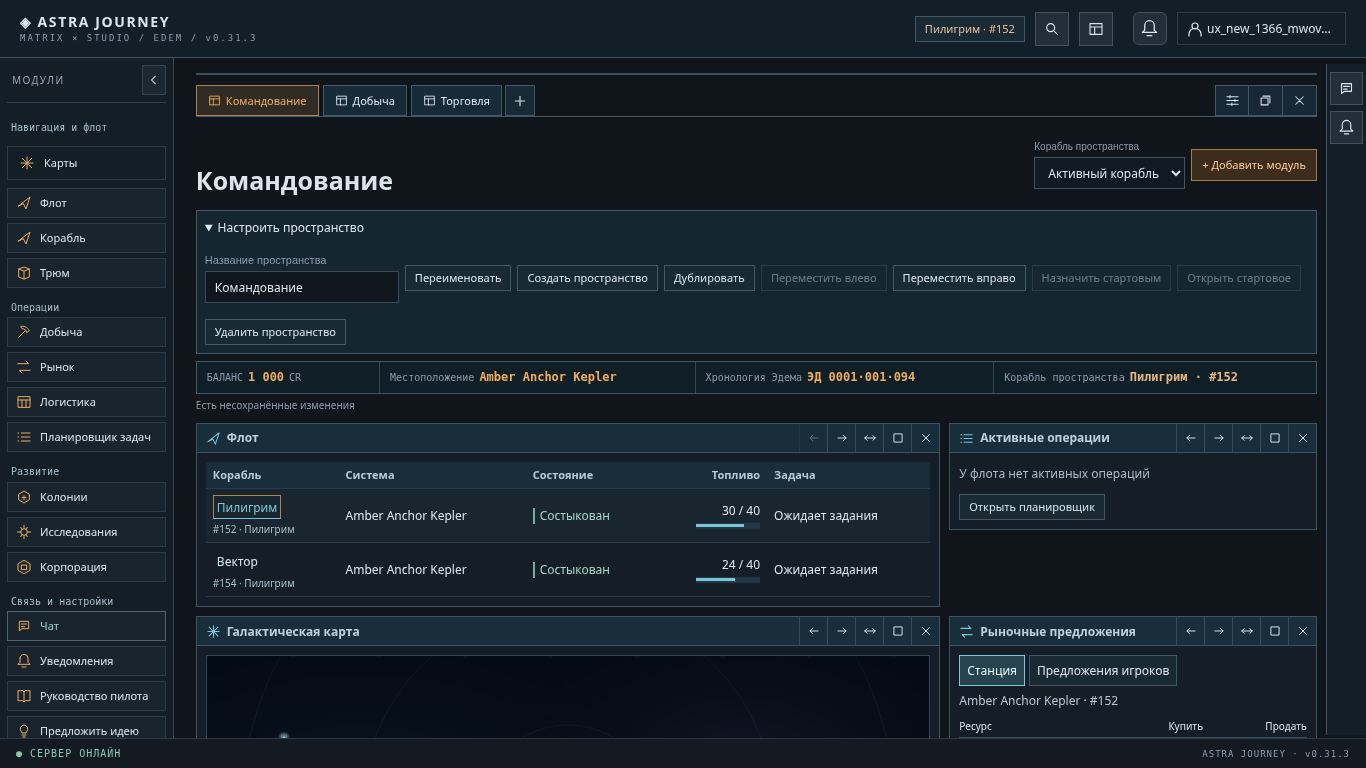 ◈ ASTRA JOURNEY
MATRIX × STUDIO / EDEM / v0.31.3
Пилигрим · #152
ux_new_1366_mwov...
МОДУЛИ
Навигация и флот
Карты
Флот
Корабль
Трюм
Операции
Добыча
Рынок
Логистика
Планировщик задач
Развитие
Колонии
Исследования
Корпорация
Связь и настройки
Чат
Уведомления
Руководство пилота
Предложить идею
Командование
Добыча
Торговля
Командование
Корабль пространства
Активный корабль
+ Добавить модуль
▼ Настроить пространство
Название пространства
Командование
Переименовать
Создать пространство
Дублировать
Переместить влево
Переместить вправо
Назначить стартовым
Открыть стартовое
Удалить пространство
БАЛАНС 1 000 CR
Местоположение Amber Anchor Kepler
Хронология Эдема ЭД 0001·001·094
Корабль пространства Пилигрим · #152
Есть несохранённые изменения
Флот
Корабль Система Состояние Топливо Задача
Пилигрим
#152 · Пилигрим
Amber Anchor Kepler
Состыкован
30 / 40
Ожидает задания
Вектор
#154 · Пилигрим
Amber Anchor Kepler
Состыкован
24 / 40
Ожидает задания
Активные операции
У флота нет активных операций
Открыть планировщик
Галактическая карта
Рыночные предложения
Станция
Предложения игроков
Amber Anchor Kepler · #152
Ресурс Купить Продать
● СЕРВЕР ОНЛАЙН
ASTRA JOURNEY · v0.31.3